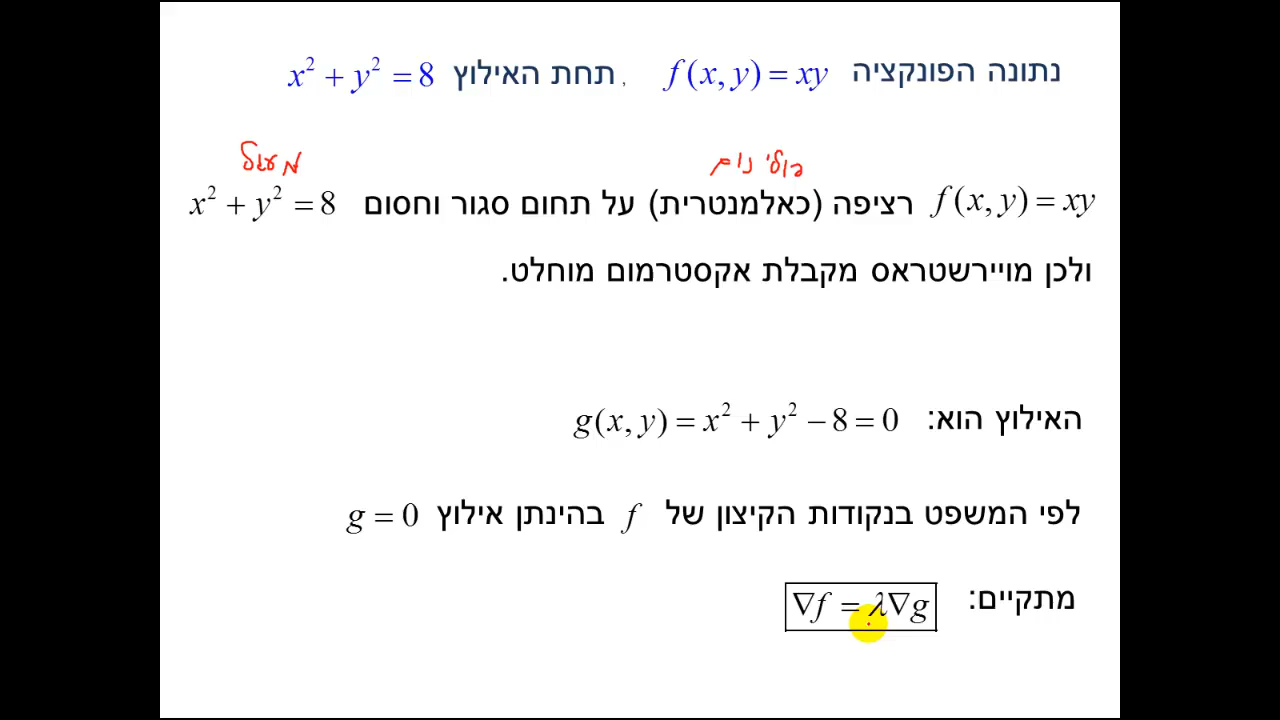 נתונה הפונקציה f(x, y) = xy , תחת האילוץ x² + y² = 8
פולינום מעגל
f(x, y) = xy רציפה (כאלמנטרית) על תחום סגור וחסום x² + y² = 8
ולכן מויירשטראס מקבלת אקסטרמום מוחלט.
האילוץ הוא: g(x, y) = x² + y² − 8 = 0
לפי המשפט בנקודות הקיצון של f בהינתן אילוץ g = 0
מתקיים: ∇f = λ∇g